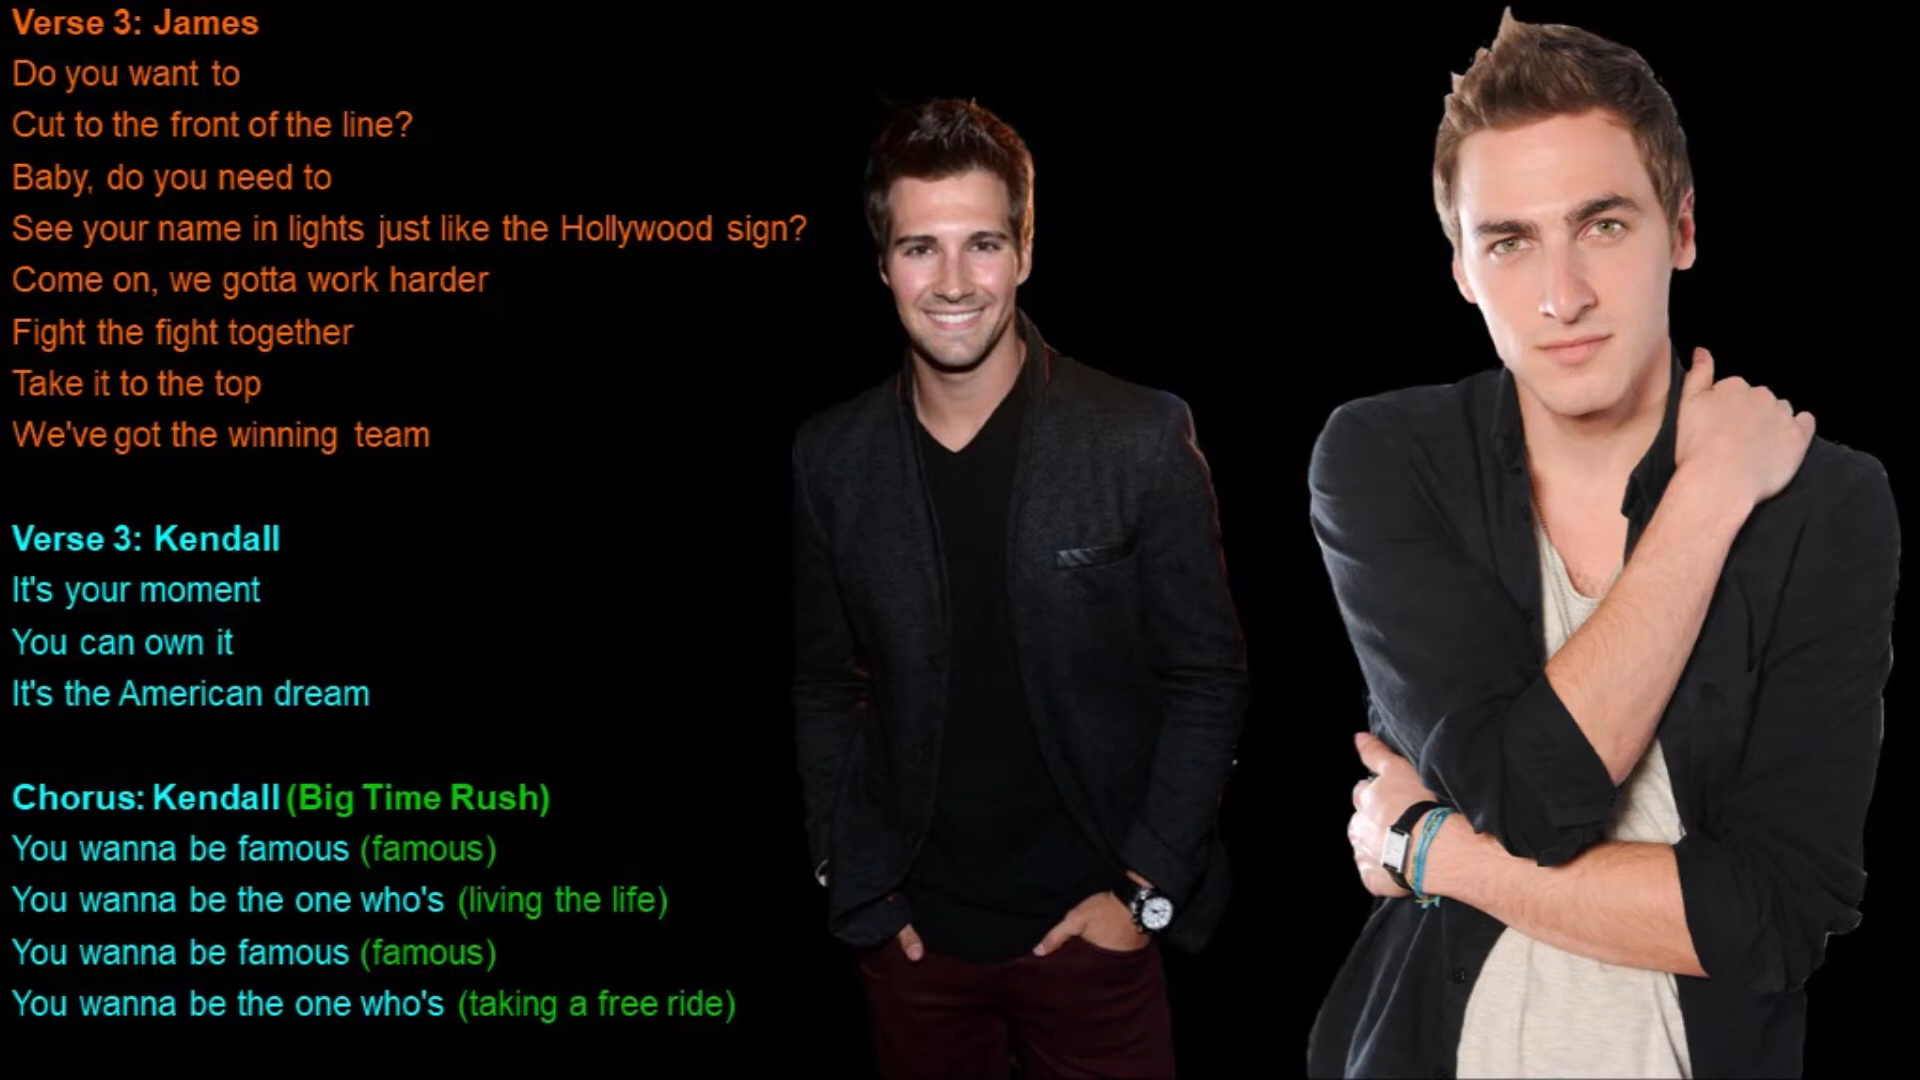 Verse 3: James
Do you want to
Cut to the front of the line?
Baby, do you need to
See your name in lights just like the Hollywood sign?
Come on, we gotta work harder
Fight the fight together
Take it to the top
We've got the winning team
Verse 3: Kendall
It's your moment
You can own it
It's the American dream
Chorus: Kendall (Big Time Rush)
You wanna be famous (famous)
You wanna be the one who's (living the life)
You wanna be famous (famous)
You wanna be the one who's (taking a free ride)